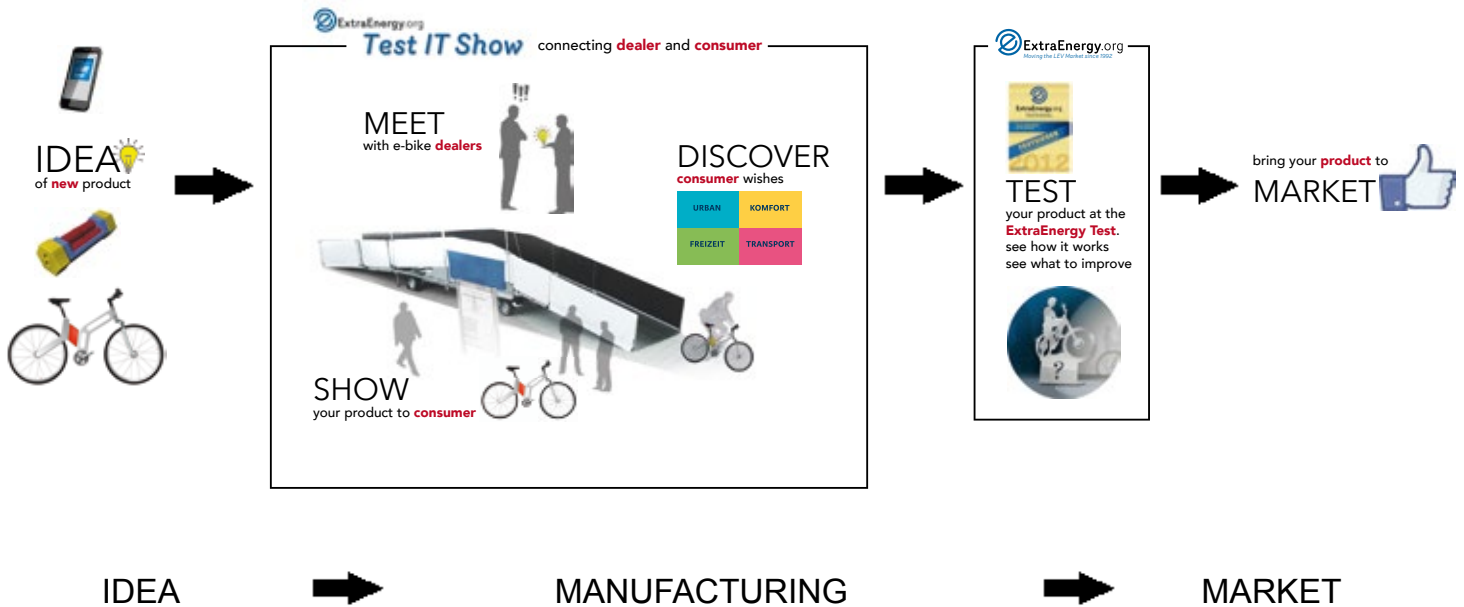 ExtraEnergy.org
Test IT Show connecting dealer and consumer
ExtraEnergy.org
Moving the LEV Market since 1992
IDEA
of new product
MEET
with e-bike dealers
!!!
DISCOVER
consumer wishes
URBAN KOMFORT
FREIZEIT TRANSPORT
SHOW
your product to consumer
ExtraEnergy.org
2012
TEST
your product at the
ExtraEnergy Test.
see how it works
see what to improve
?
bring your product to
MARKET
IDEA MANUFACTURING MARKET